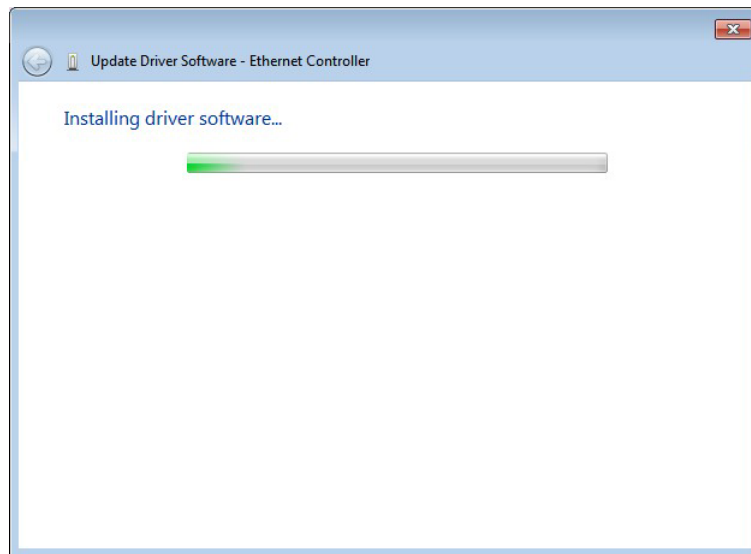 Update Driver Software - Ethernet Controller
Installing driver software...